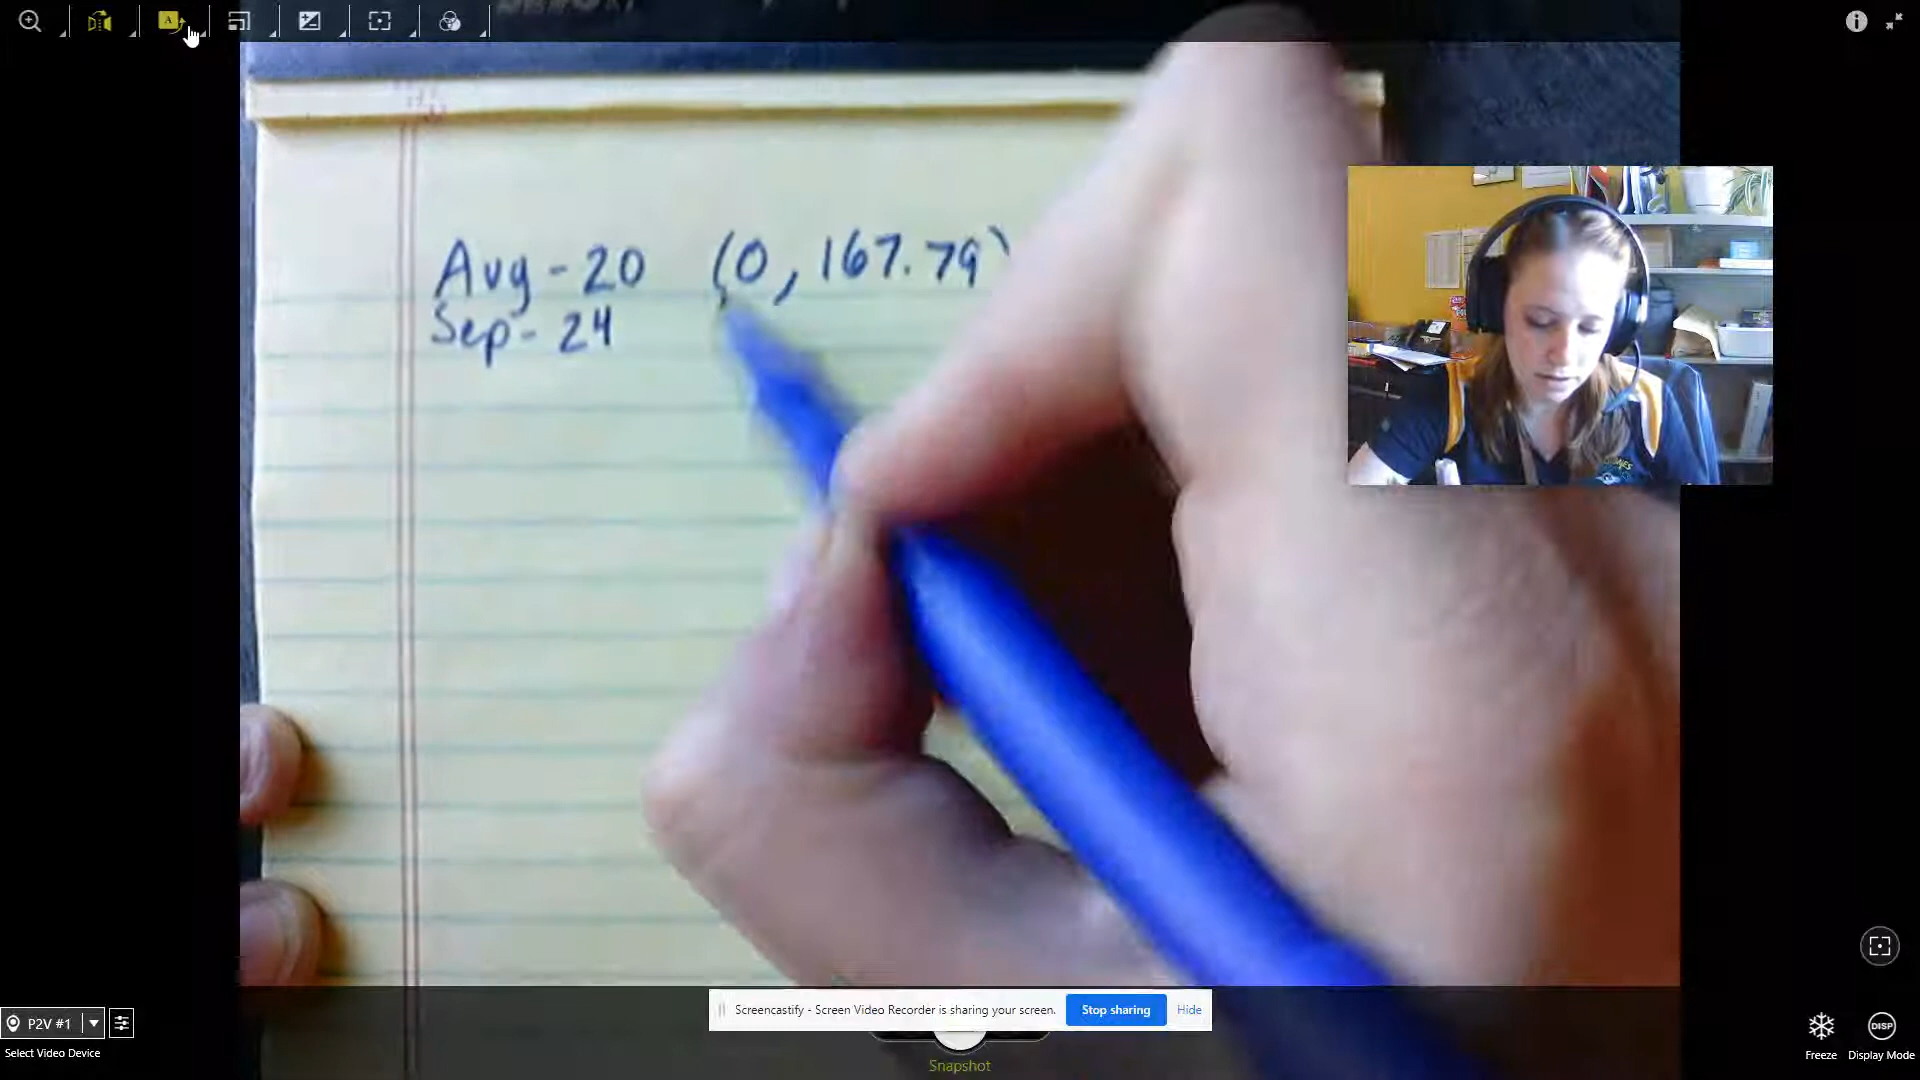 Aug - 20 (0, 167.79)
Sep - 24
P2V #1
Select Video Device
Screencastify - Screen Video Recorder is sharing your screen.
Stop sharing
Hide
Snapshot
Freeze
DISP
Display Mode